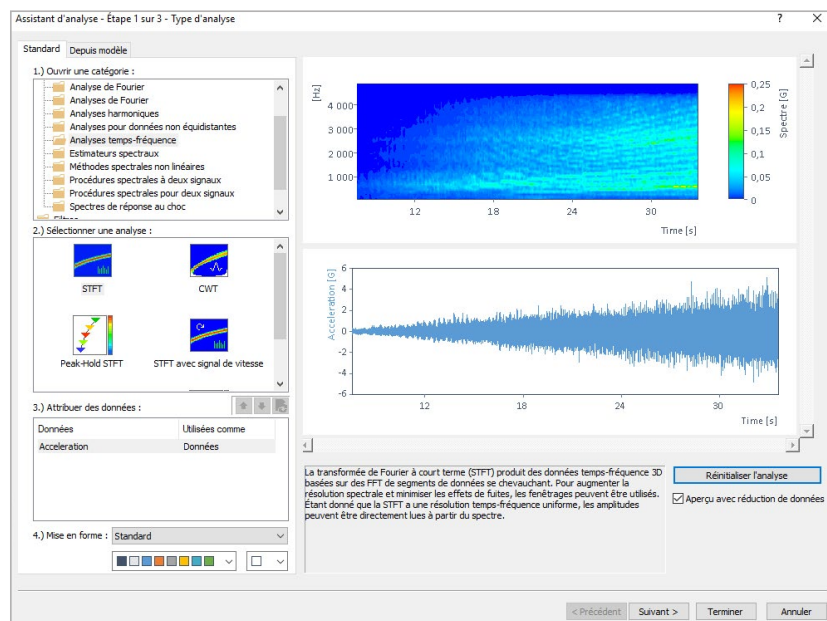 Assistant d'analyse - Étape 1 sur 3 - Type d'analyse
? X
Standard Depuis modèle
1.) Ouvrir une catégorie :
Analyse de Fourier
Analyses de Fourier
Analyses harmoniques
Analyses pour données non équidistantes
Analyses temps-fréquence
Estimateurs spectraux
Méthodes spectrales non linéaires
Procédures spectrales à deux signaux
Procédures spectrales pour deux signaux
Spectres de réponse au choc
2.) Sélectionner une analyse :
STFT CWT
Peak-Hold STFT STFT avec signal de vitesse
3.) Attribuer des données :
Données Utilisées comme
Acceleration Données
4.) Mise en forme : Standard
[Hz]
4 000
3 000
2 000
1 000
12 18 24 30
Time [s]
0,25
0,2
0,15
0,1
0,05
0
Spectre [G]
Acceleration [G]
6
4
2
0
-2
-4
-6
12 18 24 30
Time [s]
La transformée de Fourier à court terme (STFT) produit des données temps-fréquence 3D
basées sur des FFT de segments de données se chevauchant. Pour augmenter la
résolution spectrale et minimiser les effets de fuites, les fenêtrages peuvent être utilisés.
Étant donné que la STFT a une résolution temps-fréquence uniforme, les amplitudes
peuvent être directement lues à partir du spectre.
Réinitialiser l'analyse
Aperçu avec réduction de données
< Précédent Suivant > Terminer Annuler